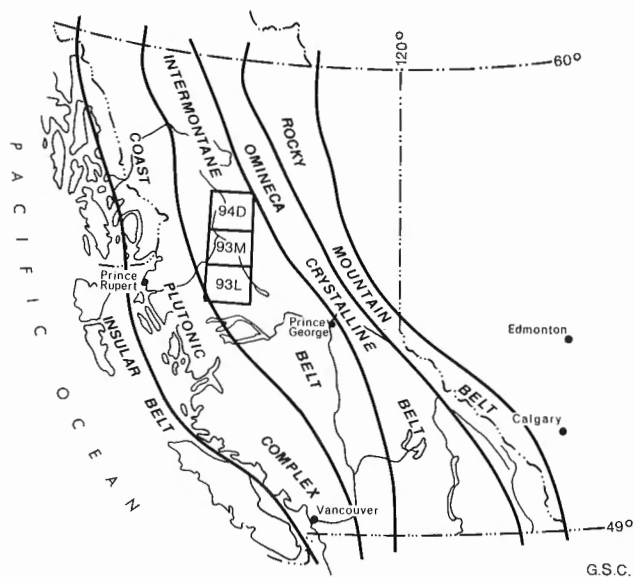 120°
60°
PACIFIC
OCEAN
INSULAR
BELT
COAST
PLUTONIC
COMPLEX
INTERMONTANE
BELT
OMINECA
CRYSTALLINE
BELT
ROCKY
MOUNTAIN
BELT
94D
93M
93L
Prince
Rupert
Prince
George
Edmonton
Calgary
Vancouver
49°
G.S.C.